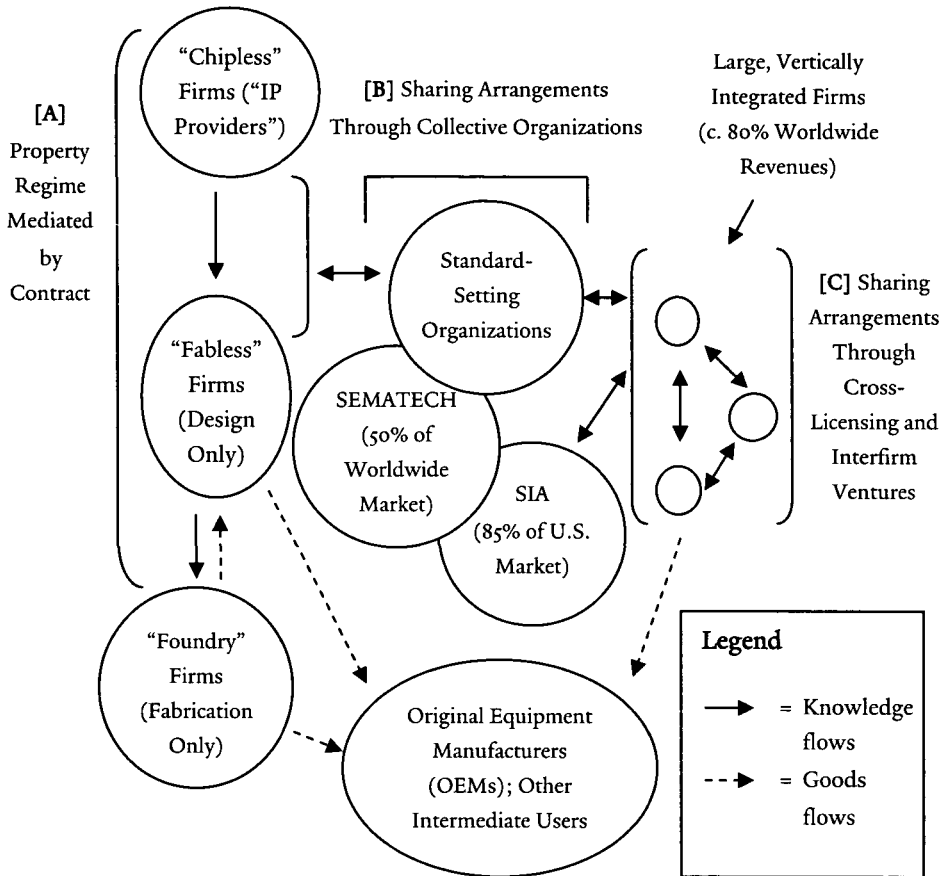 [A]
Property
Regime
Mediated
by
Contract
“Chipless”
Firms (“IP
Providers”)
[B] Sharing Arrangements
Through Collective Organizations
Large, Vertically
Integrated Firms
(c. 80% Worldwide
Revenues)
Standard-
Setting
Organizations
[C] Sharing
Arrangements
Through
Cross-
Licensing and
Interfirm
Ventures
“Fabless”
Firms
(Design
Only)
SEMATECH
(50% of
Worldwide
Market)
SIA
(85% of U.S.
Market)
“Foundry”
Firms
(Fabrication
Only)
Original Equipment
Manufacturers
(OEMs); Other
Intermediate Users
Legend
= Knowledge
flows
= Goods
flows